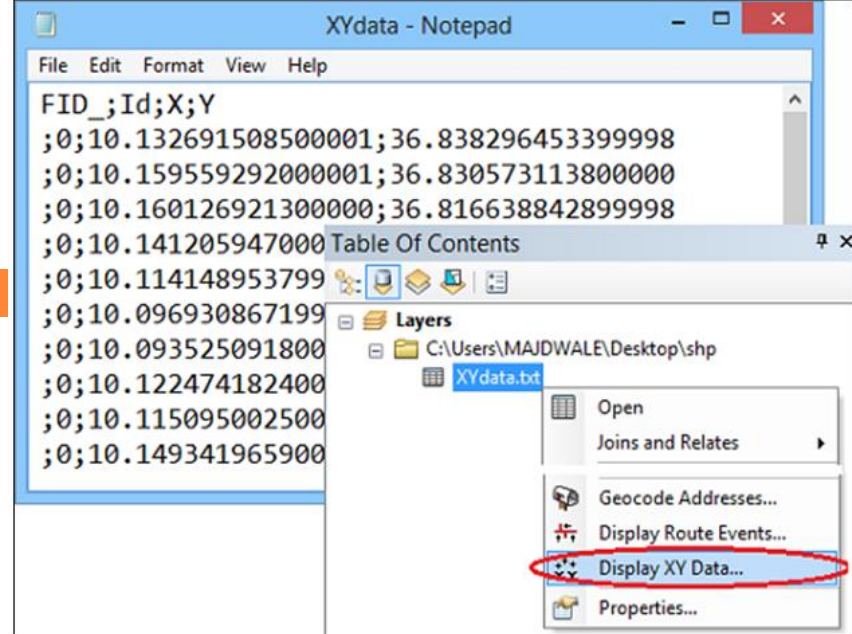 XYdata - Notepad
File Edit Format View Help
FID_;Id;X;Y
;0;10.132691508500001;36.838296453399998
;0;10.159559292000001;36.830573113800000
;0;10.160126921300000;36.816638842899998
;0;10.141205947000
;0;10.114148953799
;0;10.096930867199
;0;10.093525091800
;0;10.122474182400
;0;10.115095002500
;0;10.149341965900
Table Of Contents
Layers
C:\Users\MAJDWALE\Desktop\shp
XYdata.txt
Open
Joins and Relates
Geocode Addresses...
Display Route Events...
Display XY Data...
Properties...